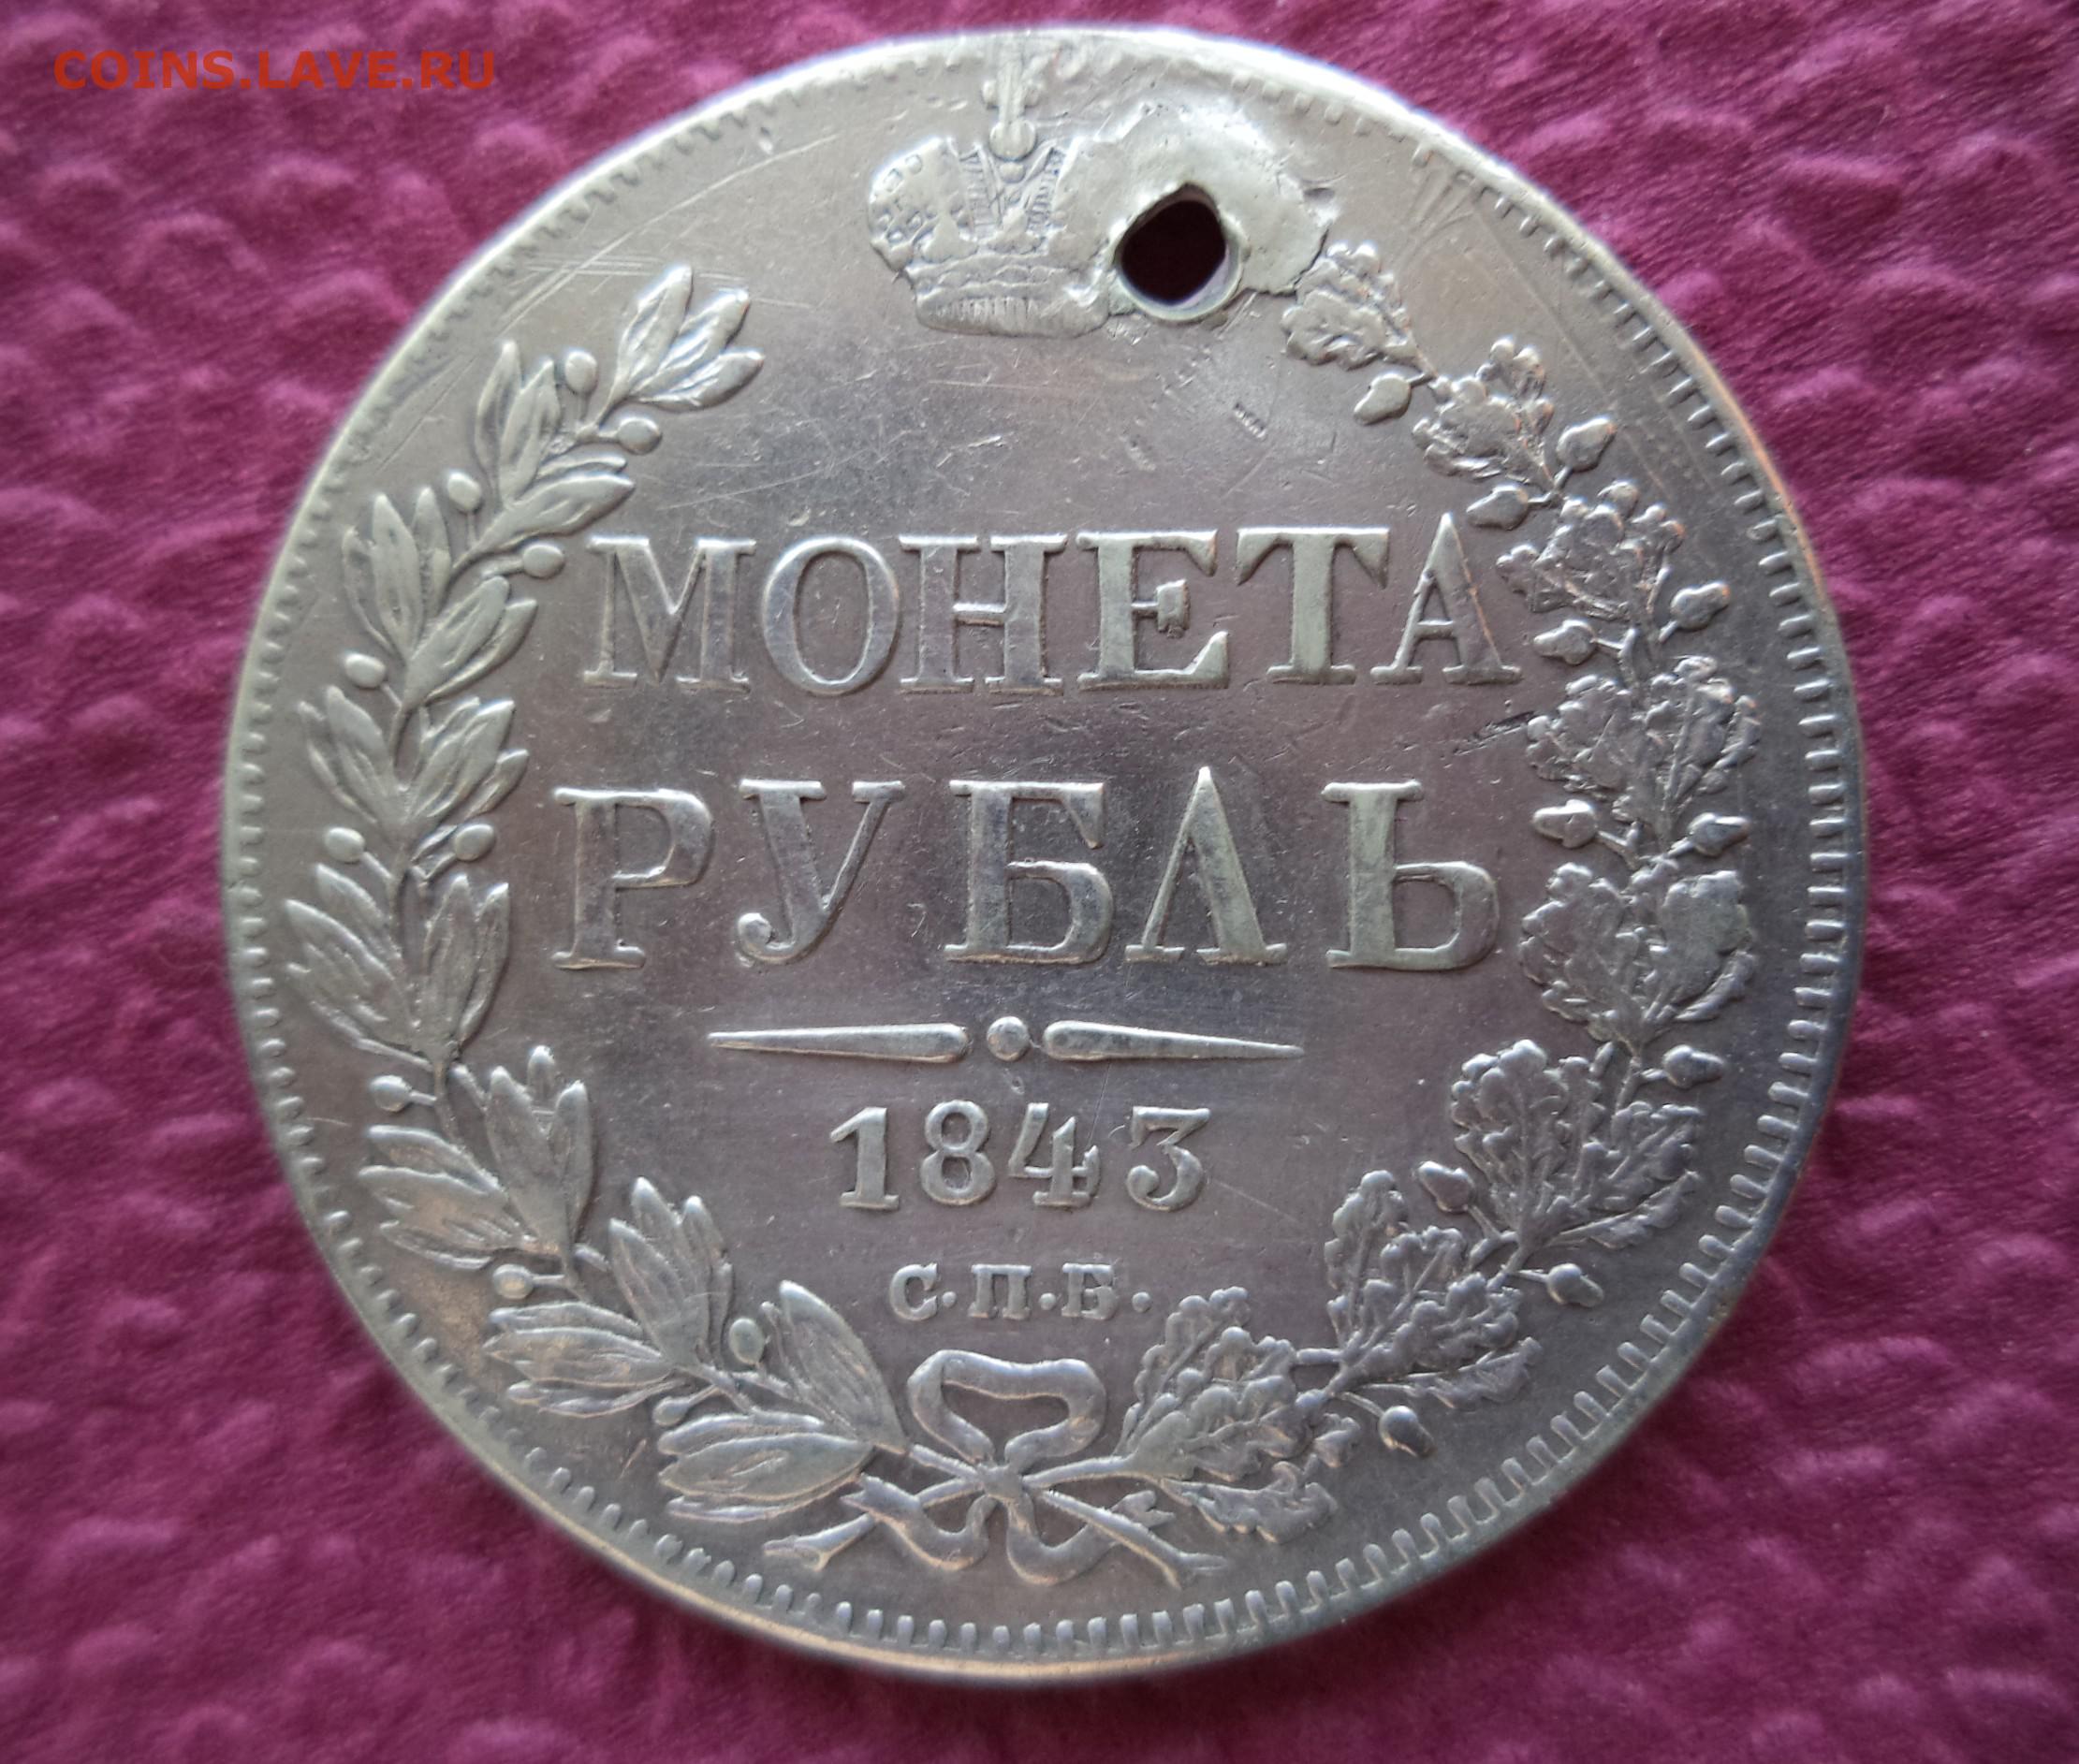 COINS.LAVE.RU
МОНЕТА
РУБЛЬ
1843
С.П.Б.